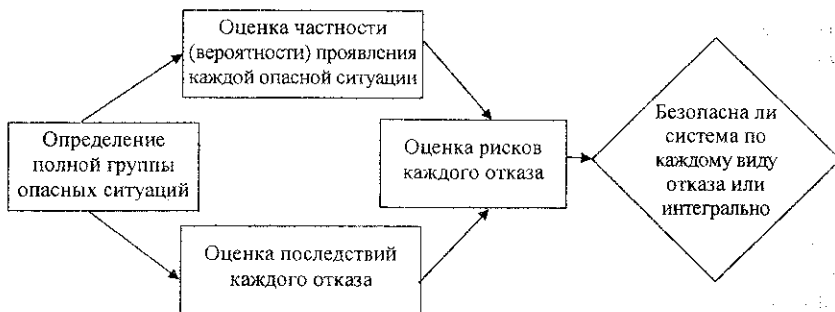 Оценка частности
(вероятности) проявления
каждой опасной ситуации
Определение
полной группы
опасных ситуаций
Оценка последствий
каждого отказа
Оценка рисков
каждого отказа
Безопасна ли
система по
каждому виду
отказа или
интегрально